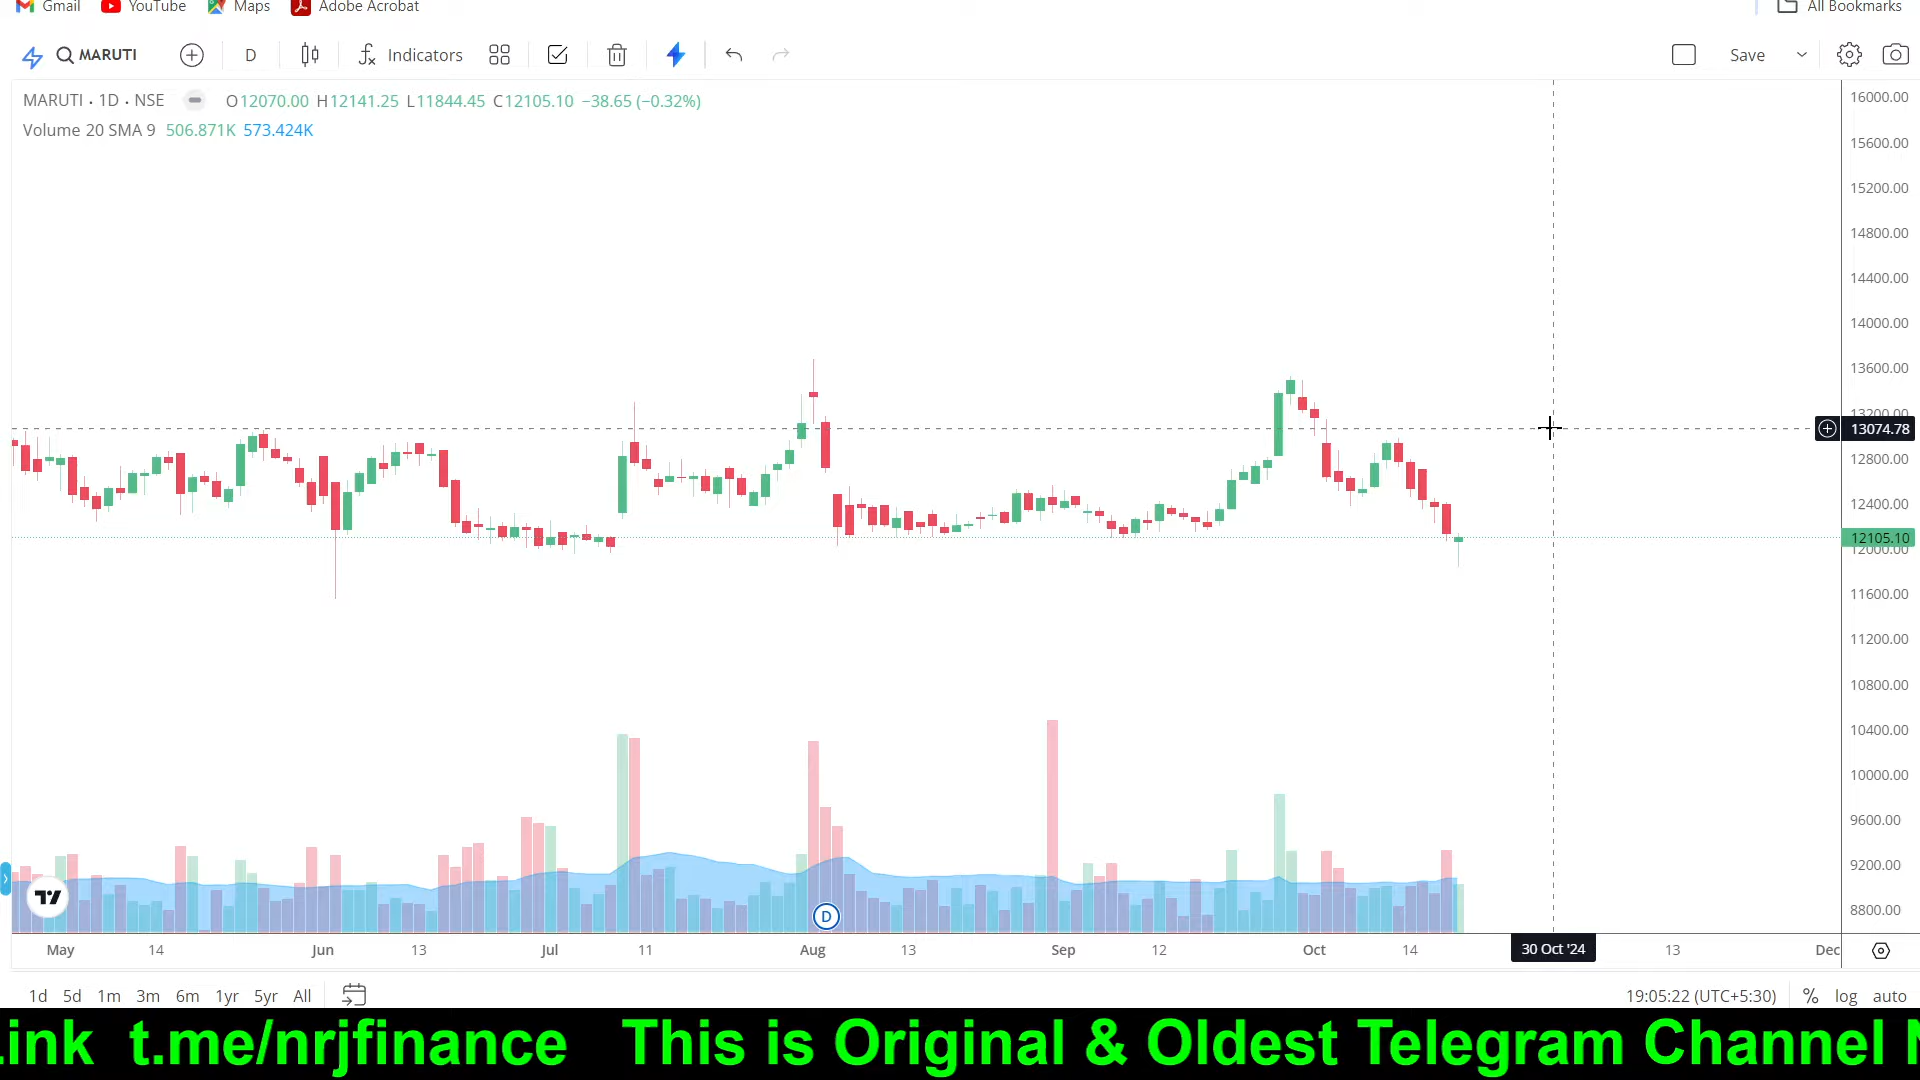 Gmail YouTube Maps Adobe Acrobat All Bookmarks
MARUTI D Indicators Save
MARUTI · 1D · NSE O12070.00 H12141.25 L11844.45 C12105.10 −38.65 (−0.32%)
Volume 20 SMA 9 506.871K 573.424K
16000.00
15600.00
15200.00
14800.00
14400.00
14000.00
13600.00
13200.00
13074.78
12800.00
12400.00
12105.10
12000.00
11600.00
11200.00
10800.00
10400.00
10000.00
9600.00
9200.00
8800.00
D
May 14 Jun 13 Jul 11 Aug 13 Sep 12 Oct 14 30 Oct '24 13 Dec
1d 5d 1m 3m 6m 1yr 5yr All 19:05:22 (UTC+5:30) % log auto
ink t.me/nrjfinance This is Original & Oldest Telegram Channel